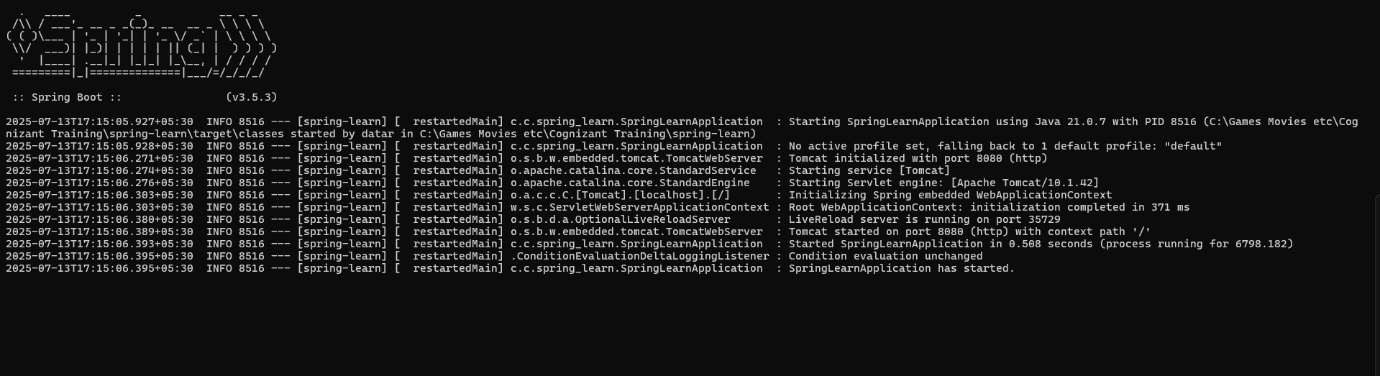 .   ____          _            __ _ _
 /\\ / ___'_ __ _ _(_)_ __  __ _ \ \ \ \
( ( )\___ | '_ | '_| | '_ \/ _` | \ \ \ \
 \\/  ___)| |_)| | | | | || (_| |  ) ) ) )
  '  |____| .__|_| |_|_| |_\__, | / / / /
 =========|_|==============|___/=/_/_/_/
 :: Spring Boot ::                (v3.5.3)
2025-07-13T17:15:05.927+05:30  INFO 8516 --- [spring-learn] [  restartedMain] c.c.spring_learn.SpringLearnApplication  : Starting SpringLearnApplication using Java 21.0.7 with PID 8516 (C:\Games Movies etc\Cog
nizant Training\spring-learn\target\classes started by datar in C:\Games Movies etc\Cognizant Training\spring-learn)
2025-07-13T17:15:05.928+05:30  INFO 8516 --- [spring-learn] [  restartedMain] c.c.spring_learn.SpringLearnApplication  : No active profile set, falling back to 1 default profile: "default"
2025-07-13T17:15:06.271+05:30  INFO 8516 --- [spring-learn] [  restartedMain] o.s.b.w.embedded.tomcat.TomcatWebServer  : Tomcat initialized with port 8080 (http)
2025-07-13T17:15:06.274+05:30  INFO 8516 --- [spring-learn] [  restartedMain] o.apache.catalina.core.StandardService   : Starting service [Tomcat]
2025-07-13T17:15:06.276+05:30  INFO 8516 --- [spring-learn] [  restartedMain] o.apache.catalina.core.StandardEngine    : Starting Servlet engine: [Apache Tomcat/10.1.42]
2025-07-13T17:15:06.303+05:30  INFO 8516 --- [spring-learn] [  restartedMain] o.a.c.c.C.[Tomcat].[localhost].[/]       : Initializing Spring embedded WebApplicationContext
2025-07-13T17:15:06.303+05:30  INFO 8516 --- [spring-learn] [  restartedMain] w.s.c.ServletWebServerApplicationContext : Root WebApplicationContext: initialization completed in 371 ms
2025-07-13T17:15:06.380+05:30  INFO 8516 --- [spring-learn] [  restartedMain] o.s.b.d.a.OptionalLiveReloadServer       : LiveReload server is running on port 35729
2025-07-13T17:15:06.389+05:30  INFO 8516 --- [spring-learn] [  restartedMain] o.s.b.w.embedded.tomcat.TomcatWebServer  : Tomcat started on port 8080 (http) with context path '/'
2025-07-13T17:15:06.393+05:30  INFO 8516 --- [spring-learn] [  restartedMain] c.c.spring_learn.SpringLearnApplication  : Started SpringLearnApplication in 0.508 seconds (process running for 6798.182)
2025-07-13T17:15:06.395+05:30  INFO 8516 --- [spring-learn] [  restartedMain] .ConditionEvaluationDeltaLoggingListener : Condition evaluation unchanged
2025-07-13T17:15:06.395+05:30  INFO 8516 --- [spring-learn] [  restartedMain] c.c.spring_learn.SpringLearnApplication  : SpringLearnApplication has started.